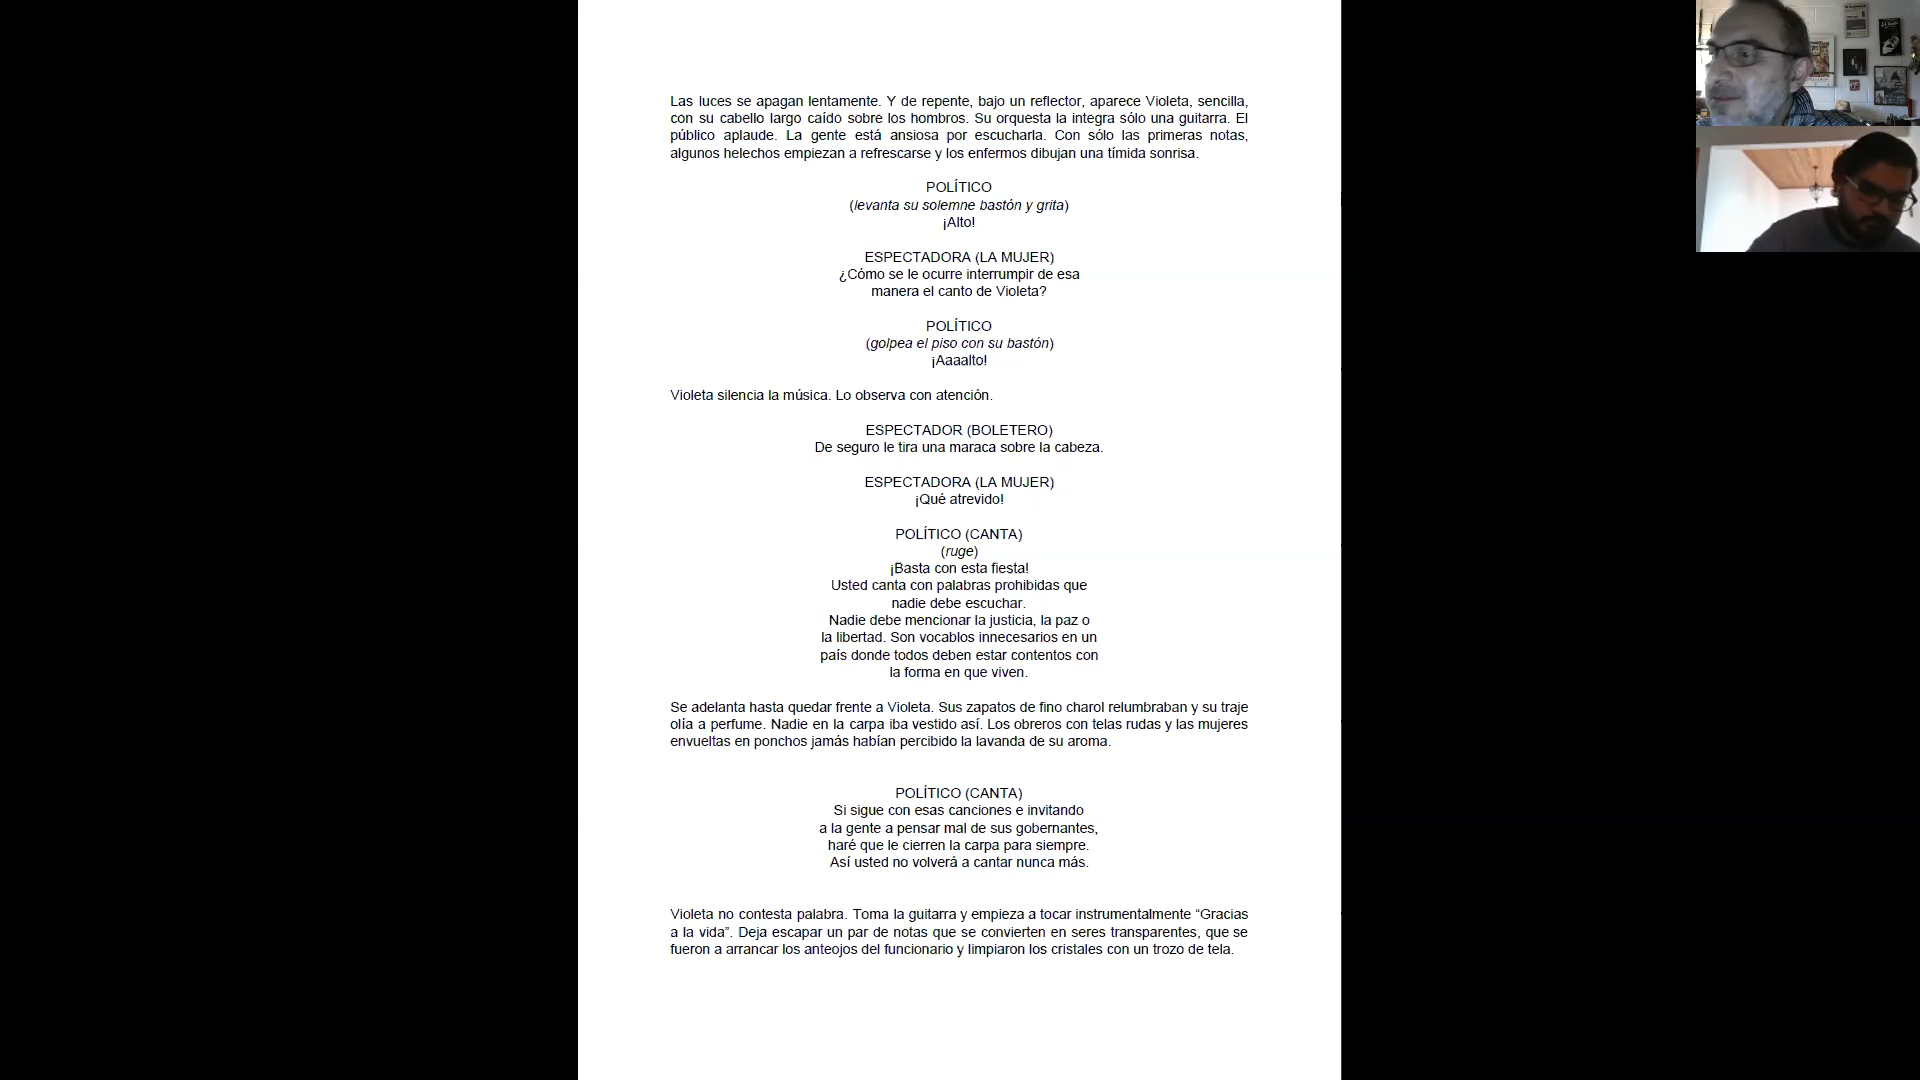 Las luces se apagan lentamente. Y de repente, bajo un reflector, aparece Violeta, sencilla,
con su cabello largo caído sobre los hombros. Su orquesta la integra sólo una guitarra. El
público aplaude. La gente está ansiosa por escucharla. Con sólo las primeras notas,
algunos helechos empiezan a refrescarse y los enfermos dibujan una tímida sonrisa.
POLÍTICO
(levanta su solemne bastón y grita)
¡Alto!
ESPECTADORA (LA MUJER)
¿Cómo se le ocurre interrumpir de esa
manera el canto de Violeta?
POLÍTICO
(golpea el piso con su bastón)
¡Aaaalto!
Violeta silencia la música. Lo observa con atención.
ESPECTADOR (BOLETERO)
De seguro le tira una maraca sobre la cabeza.
ESPECTADORA (LA MUJER)
¡Qué atrevido!
POLÍTICO (CANTA)
(ruge)
¡Basta con esta fiesta!
Usted canta con palabras prohibidas que
nadie debe escuchar.
Nadie debe mencionar la justicia, la paz o
la libertad. Son vocablos innecesarios en un
país donde todos deben estar contentos con
la forma en que viven.
Se adelanta hasta quedar frente a Violeta. Sus zapatos de fino charol relumbraban y su traje
olía a perfume. Nadie en la carpa iba vestido así. Los obreros con telas rudas y las mujeres
envueltas en ponchos jamás habían percibido la lavanda de su aroma.
POLÍTICO (CANTA)
Si sigue con esas canciones e invitando
a la gente a pensar mal de sus gobernantes,
haré que le cierren la carpa para siempre.
Así usted no volverá a cantar nunca más.
Violeta no contesta palabra. Toma la guitarra y empieza a tocar instrumentalmente “Gracias
a la vida”. Deja escapar un par de notas que se convierten en seres transparentes, que se
fueron a arrancar los anteojos del funcionario y limpiaron los cristales con un trozo de tela.